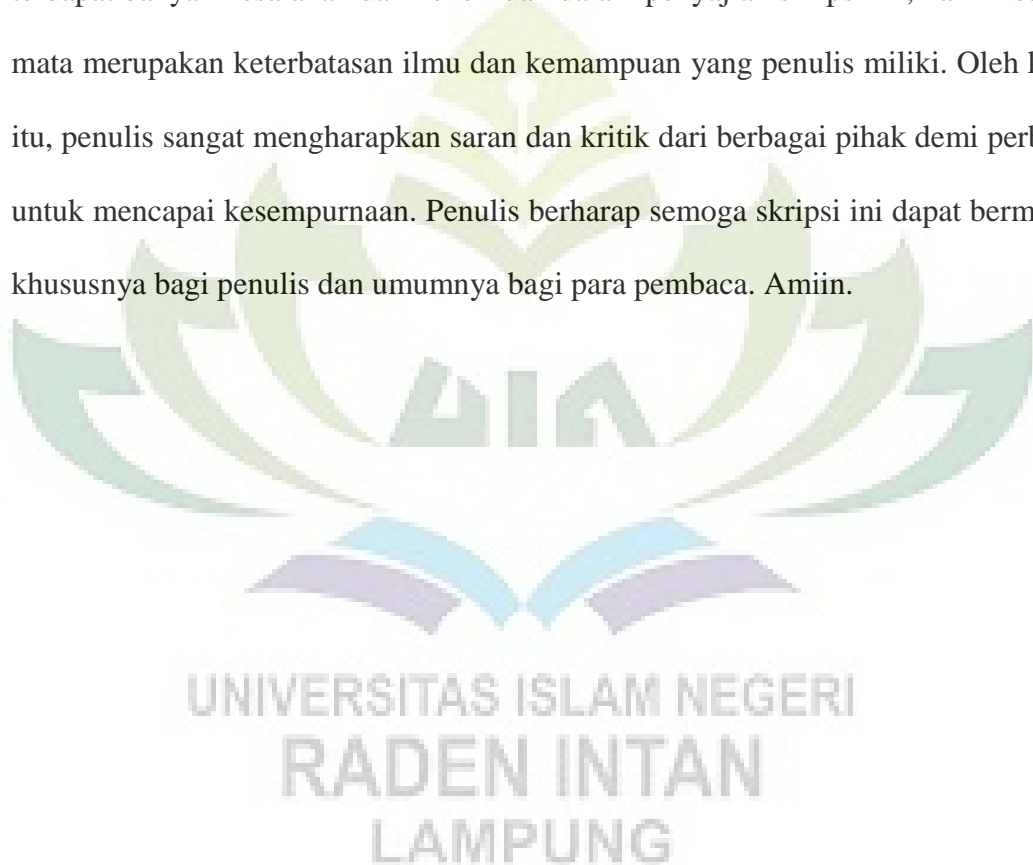 mata merupakan keterbatasan ilmu dan kemampuan yang penulis miliki. Oleh
itu, penulis sangat mengharapkan saran dan kritik dari berbagai pihak demi
untuk mencapai kesempurnaan. Penulis berharap semoga skripsi ini dapat
khususnya bagi penulis dan umumnya bagi para pembaca. Amiin.
UIN
UNIVERSITAS ISLAM NEGERI
RADEN INTAN
LAMPUNG